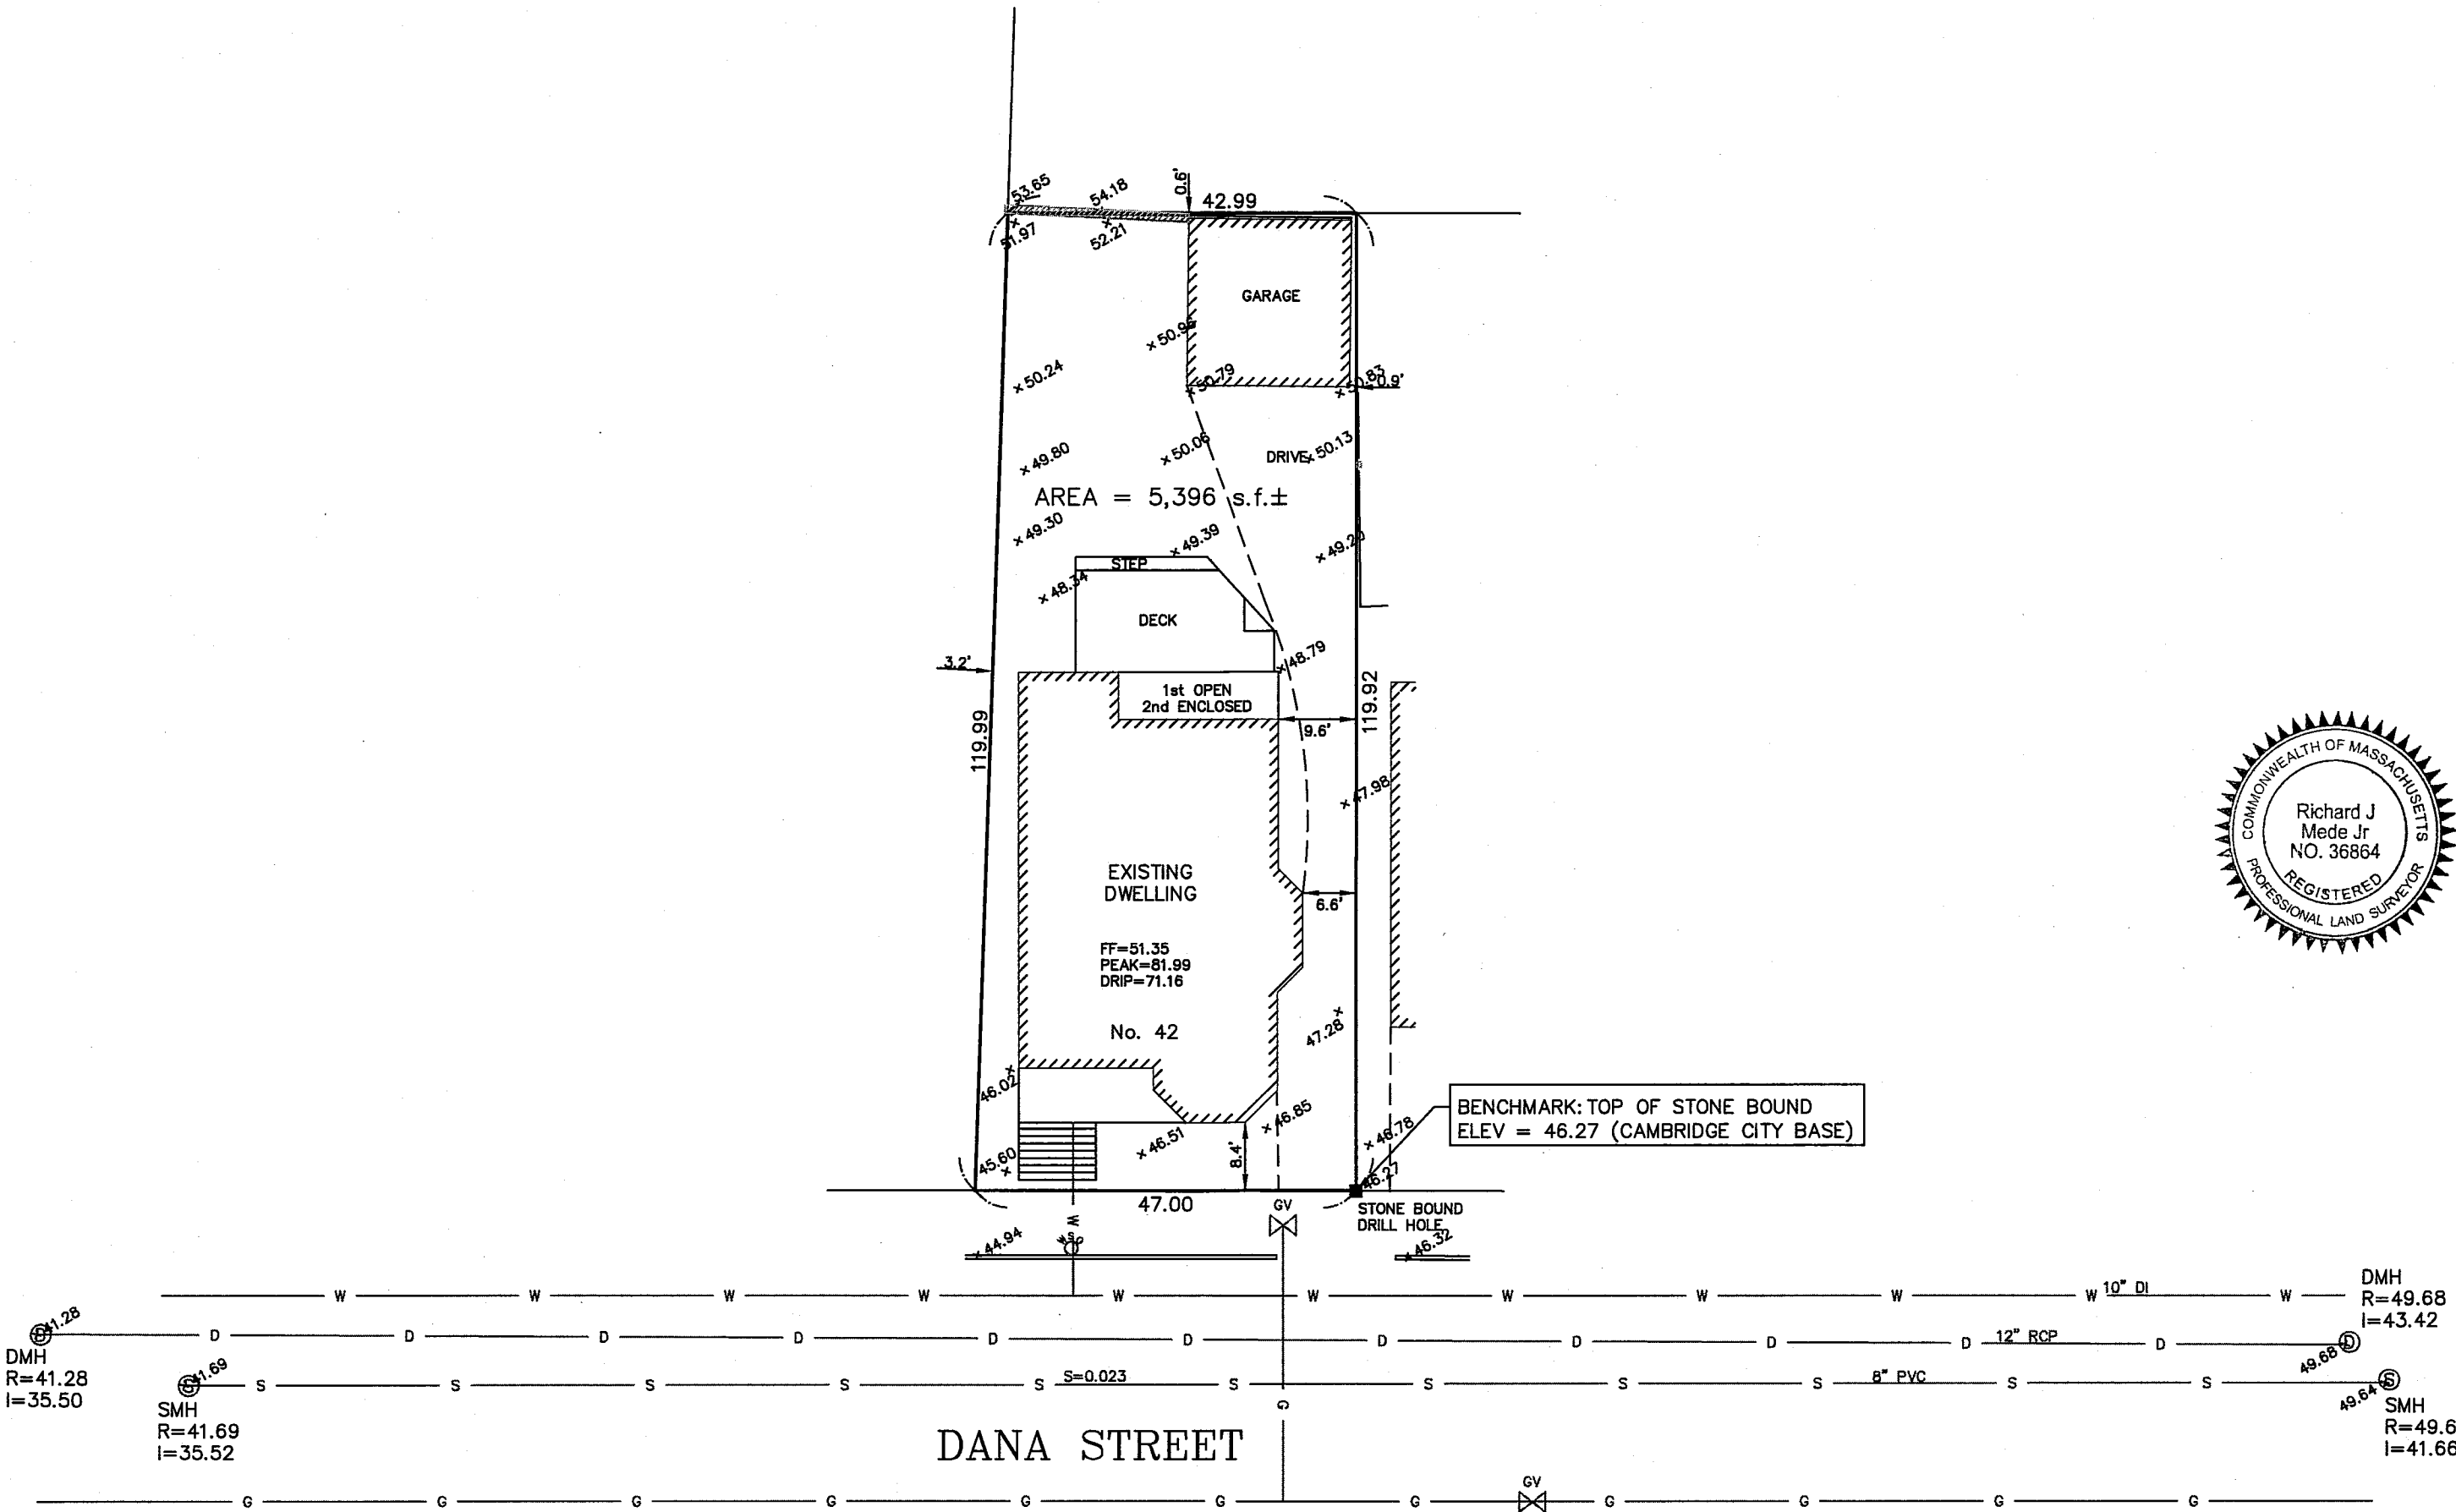 53.65
54.18
0.6'
42.99
51.97
52.21
GARAGE
50.96
50.24
50.79
50.83
0.9'
49.80
50.06
DRIVE
50.13
AREA = 5,396 s.f.±
49.30
49.39
49.20
STEP
48.34
DECK
3.2'
48.79
1st OPEN
2nd ENCLOSED
119.92
9.6'
119.99
47.98
EXISTING
DWELLING
6.6'
FF=51.35
PEAK=81.99
DRIP=71.16
No. 42
47.28
46.02
46.85
46.78
46.51
8.4'
45.60
46.27
BENCHMARK: TOP OF STONE BOUND
ELEV = 46.27 (CAMBRIDGE CITY BASE)
47.00
GV
STONE BOUND
DRILL HOLE
W
44.94
46.32
COMMONWEALTH OF MASSACHUSETTS
Richard J
Mede Jr
NO. 36864
REGISTERED
PROFESSIONAL LAND SURVEYOR
W W W W W W W W W W 10" DI W
DMH
R=49.68
I=43.42
D 41.28
D D D D D D D D D D 12" RCP D
49.68 D
DMH
R=41.28
I=35.50
S 41.69
S S S S S S=0.023 S S S S 8" PVC S S
49.64 S
SMH
R=41.69
I=35.52
SMH
R=49.6
I=41.66
G
DANA STREET
GV
G G G G G G G G G G G